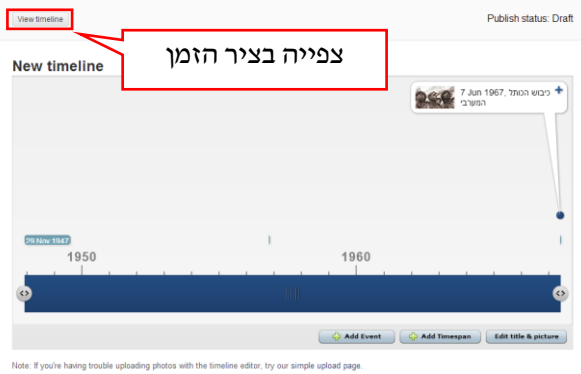 View timeline
Publish status: Draft
צפייה בציר הזמן
New timeline
7 Jun 1967, כיבוש הכותל
המערבי
29 Nov 1947
1950 1960
Add Event Add Timespan Edit title & picture
Note: If you're having trouble uploading photos with the timeline editor, try our simple upload page.